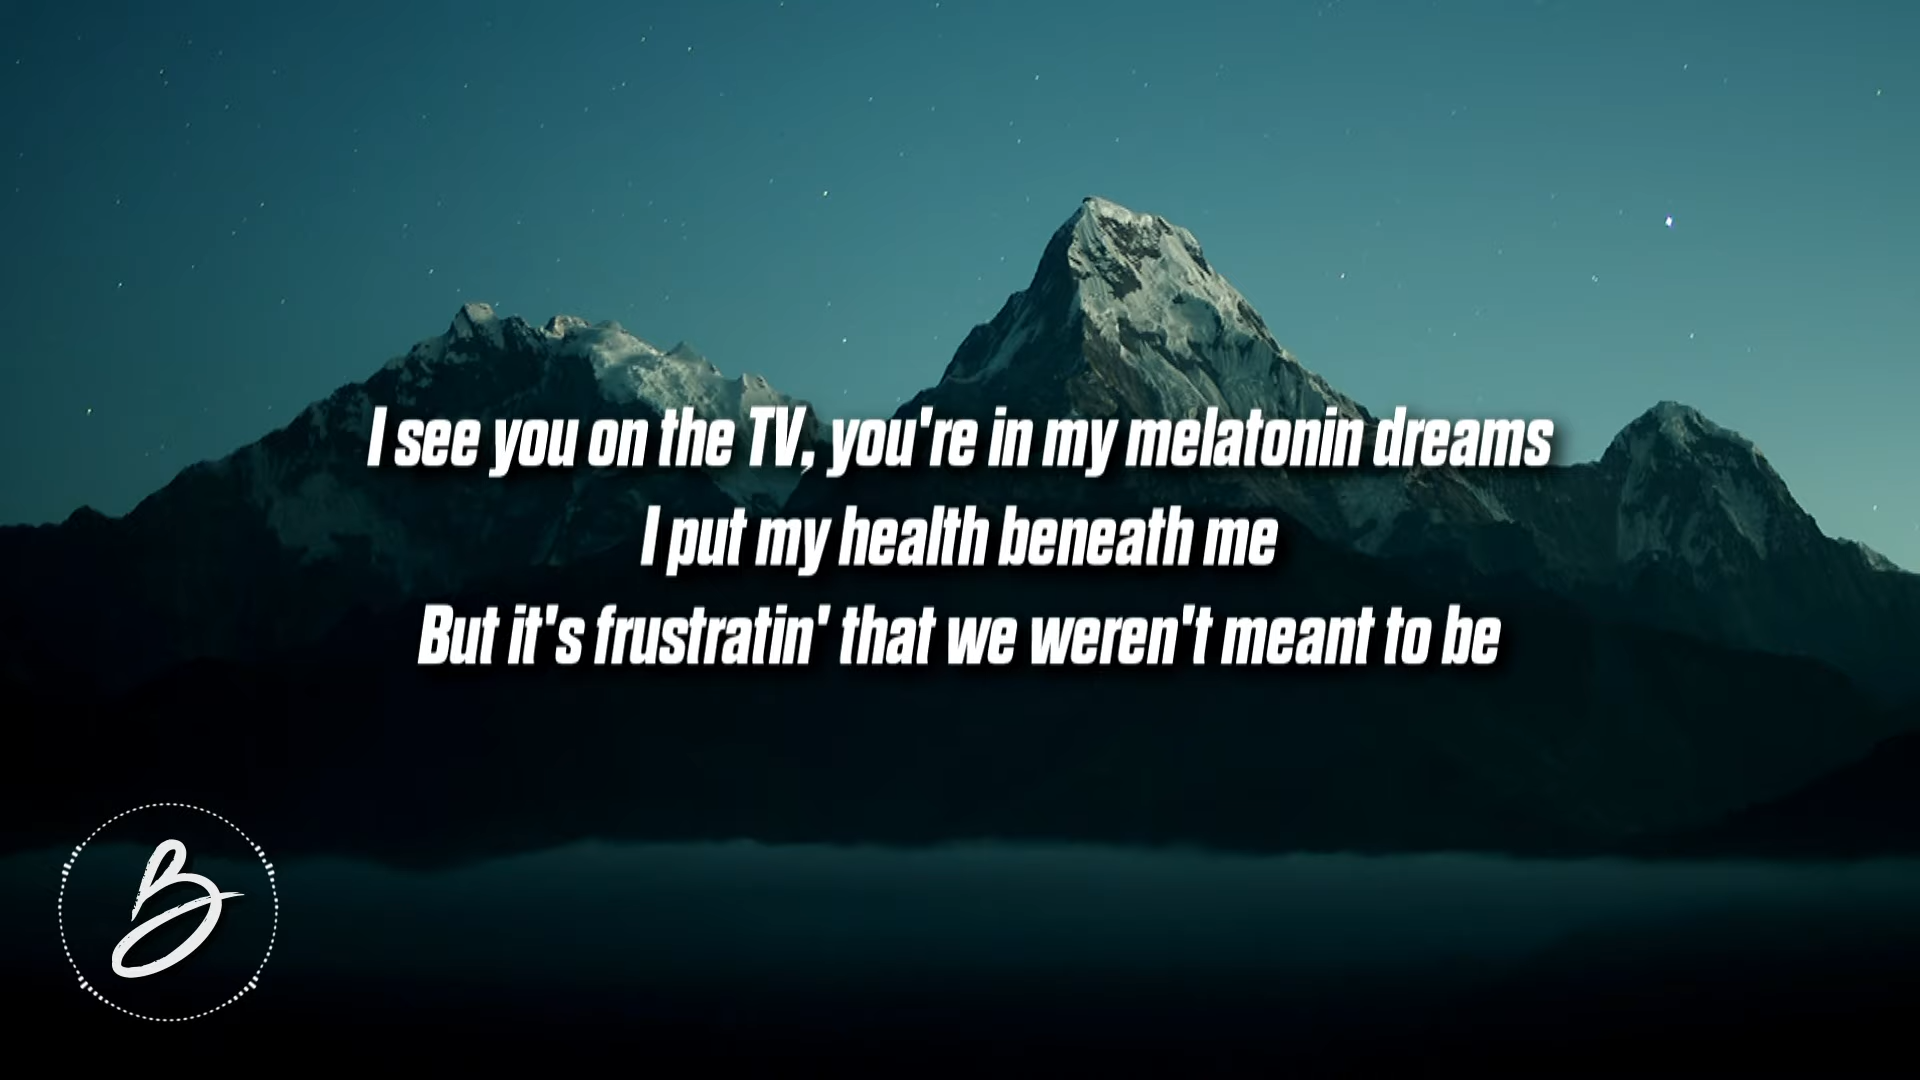 I see you on the TV, you're in my melatonin dreams
I put my health beneath me
But it's frustratin' that we weren't meant to be
B